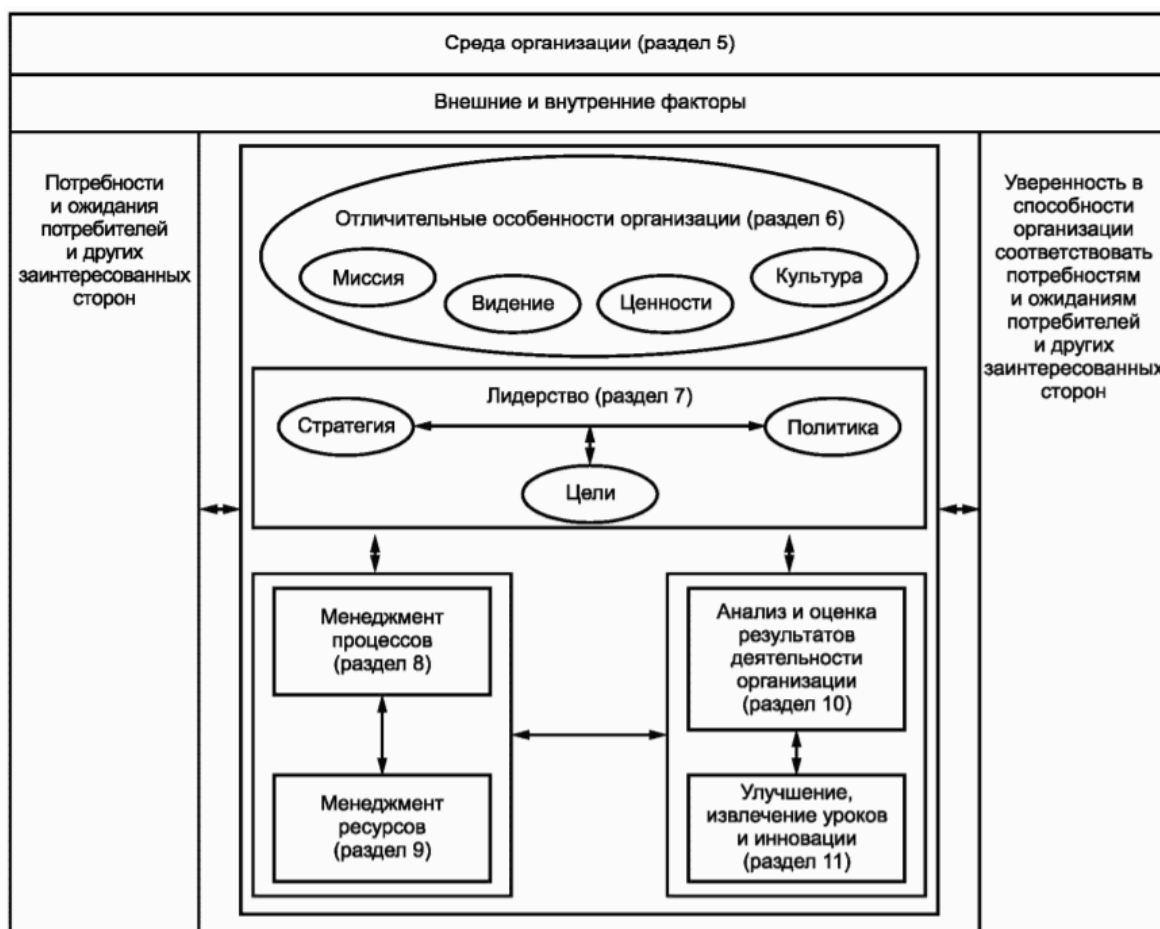 Среда организации (раздел 5)
Внешние и внутренние факторы
Потребности
и ожидания
потребителей
и других
заинтересованных
сторон
Отличительные особенности организации (раздел 6)
Миссия
Видение
Ценности
Культура
Лидерство (раздел 7)
Стратегия
Политика
Цели
Менеджмент
процессов
(раздел 8)
Менеджмент
ресурсов
(раздел 9)
Анализ и оценка
результатов
деятельности
организации
(раздел 10)
Улучшение,
извлечение уроков
и инновации
(раздел 11)
Уверенность в
способности
организации
соответствовать
потребностям
и ожиданиям
потребителей
и других
заинтересованных
сторон